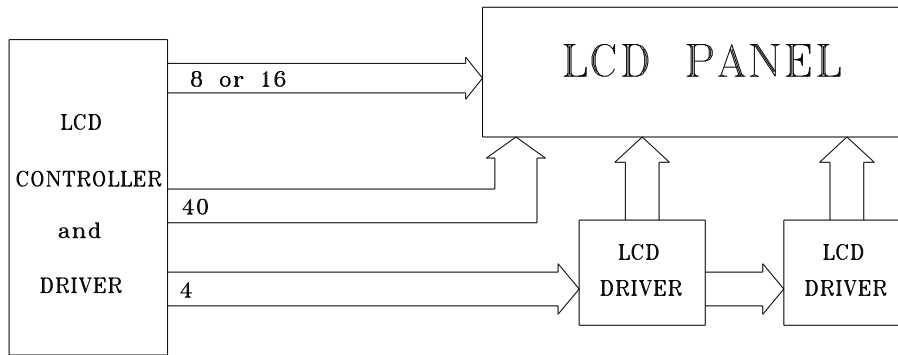 LCD PANEL
8 or 16
LCD
CONTROLLER
and
DRIVER
40
4
LCD
DRIVER
LCD
DRIVER